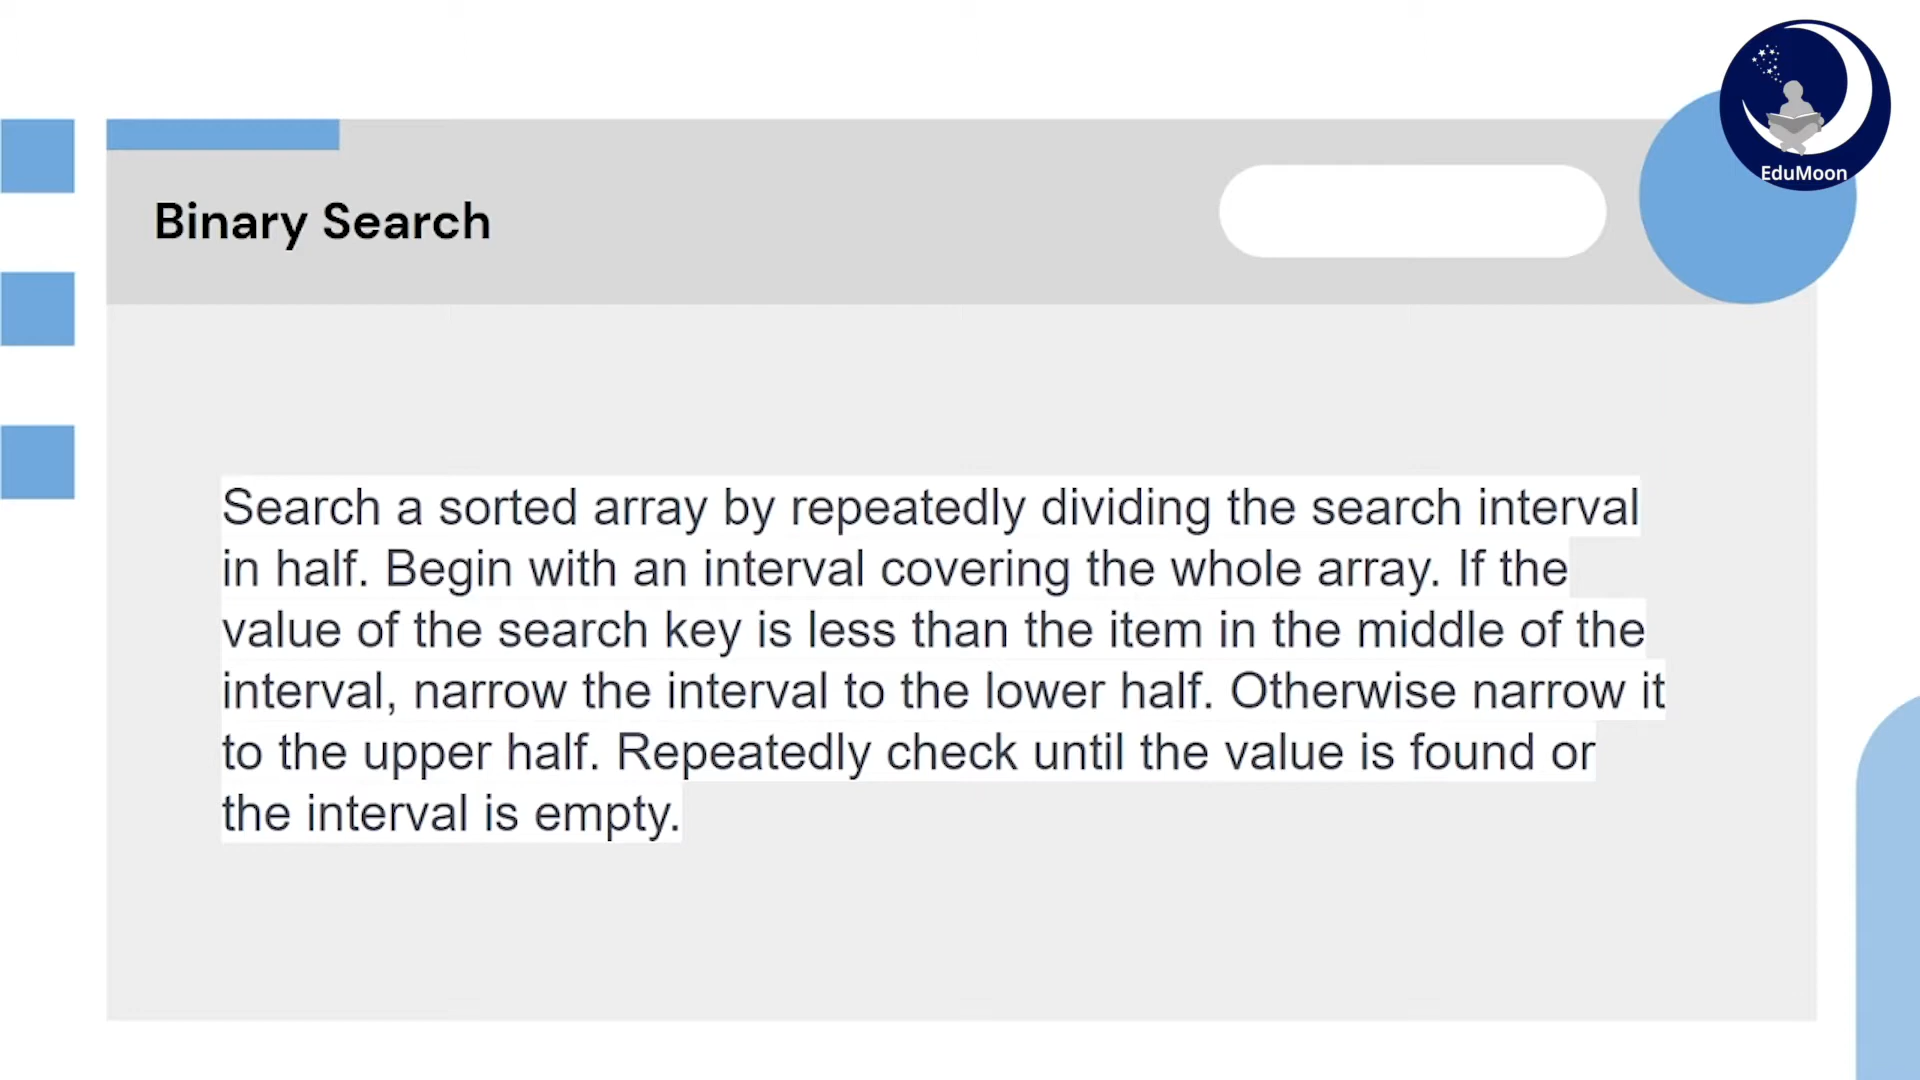 EduMoon
Binary Search
Search a sorted array by repeatedly dividing the search interval
in half. Begin with an interval covering the whole array. If the
value of the search key is less than the item in the middle of the
interval, narrow the interval to the lower half. Otherwise narrow it
to the upper half. Repeatedly check until the value is found or
the interval is empty.